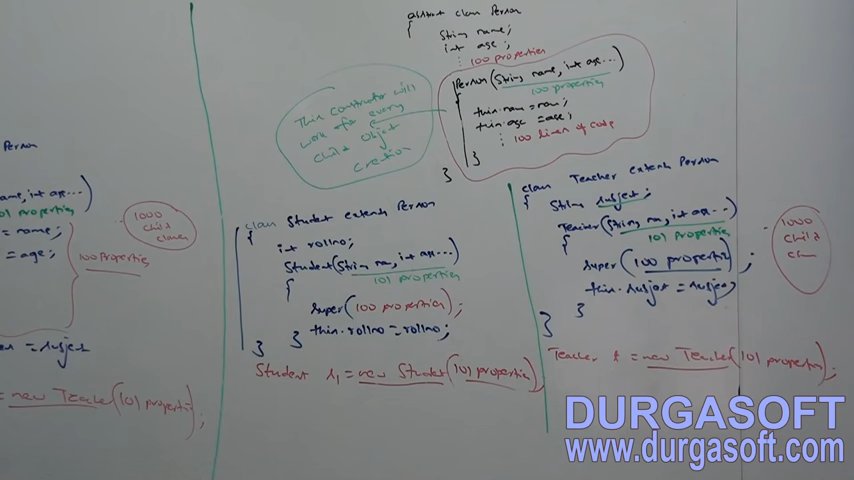 Person
name, int age...)
101 properties
= name;
= age;
100 Properties
1000
child
classes
= subject
= new Teacher(101 properties);
abstract class Person
{
String name;
int age;
: 100 properties
Person(String name, int age...)
100 properties
{
this.name = name;
this.age = age;
: 100 lines of code
}
}
This constructor will
work for every
child object
creation
class Student extends Person
{
int rollno;
Student(String name, int age...)
101 properties
{
super(100 properties);
this.rollno = rollno;
}
}
Student s1 = new Student(101 properties)
class Teacher extends Person
{
String subject;
Teacher(String name, int age...)
101 Properties
{
super(100 properties);
this.subject = subject;
}
}
1000
child
class
Teacher t = new Teacher(101 properties);
DURGASOFT
www.durgasoft.com